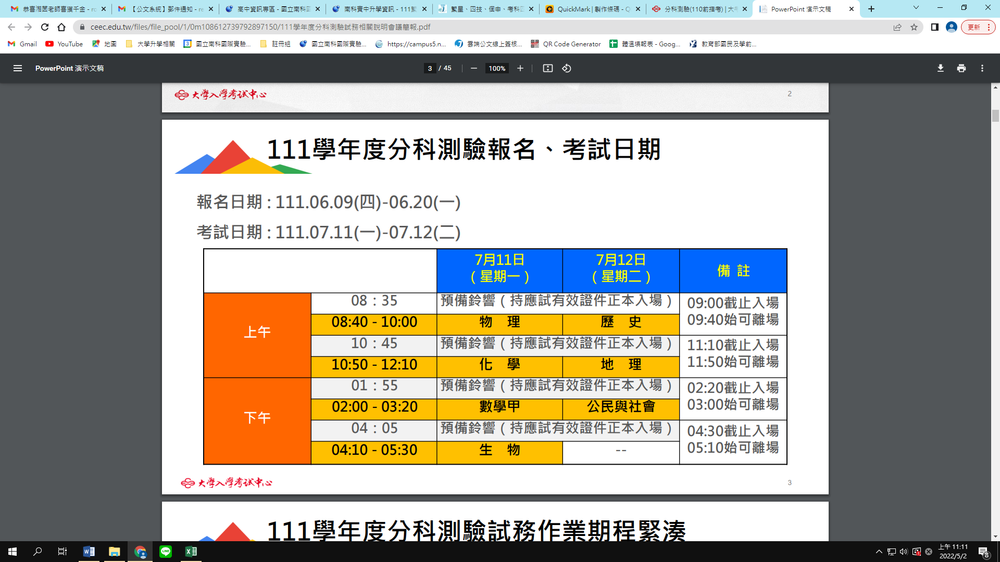 恭喜湘茵老師喜獲千金 - rc
【公文系統】郵件通知 - re
高中資訊專區 - 國立南科國
南科實中升學資訊 - 111繁
繁星、四技、個申、考科四
QuickMark | 製作條碼 - Q
分科測驗(110前指考) | 大考
PowerPoint 演示文稿
ceec.edu.tw/files/file_pool/1/0m108612739792897150/111學年度分科測驗試務相關說明會議簡報.pdf
更新
Gmail
YouTube
地圖
大學升學相關
國立南科國際實驗...
註冊組
國立南科國際實驗...
https://campus5.n...
雲端公文線上簽核...
QR Code Generator
體溫填報表 - Goog...
教育部國民及學前...
PowerPoint 演示文稿
3 / 45
100%
大學入學考試中心
2
111學年度分科測驗報名、考試日期
報名日期 : 111.06.09(四)-06.20(一)
考試日期 : 111.07.11(一)-07.12(二)
7月11日
（星期一）
7月12日
（星期二）
備 註
上午
08：35
預備鈴響（持應試有效證件正本入場）
09:00截止入場
09:40始可離場
08:40 - 10:00
物 理
歷 史
10：45
預備鈴響（持應試有效證件正本入場）
11:10截止入場
11:50始可離場
10:50 - 12:10
化 學
地 理
下午
01：55
預備鈴響（持應試有效證件正本入場）
02:20截止入場
03:00始可離場
02:00 - 03:20
數學甲
公民與社會
04：05
預備鈴響（持應試有效證件正本入場）
04:30截止入場
05:10始可離場
04:10 - 05:30
生 物
--
大學入學考試中心
3
111學年度分科測驗試務作業期程緊湊
上午 11:11
2022/5/2
8